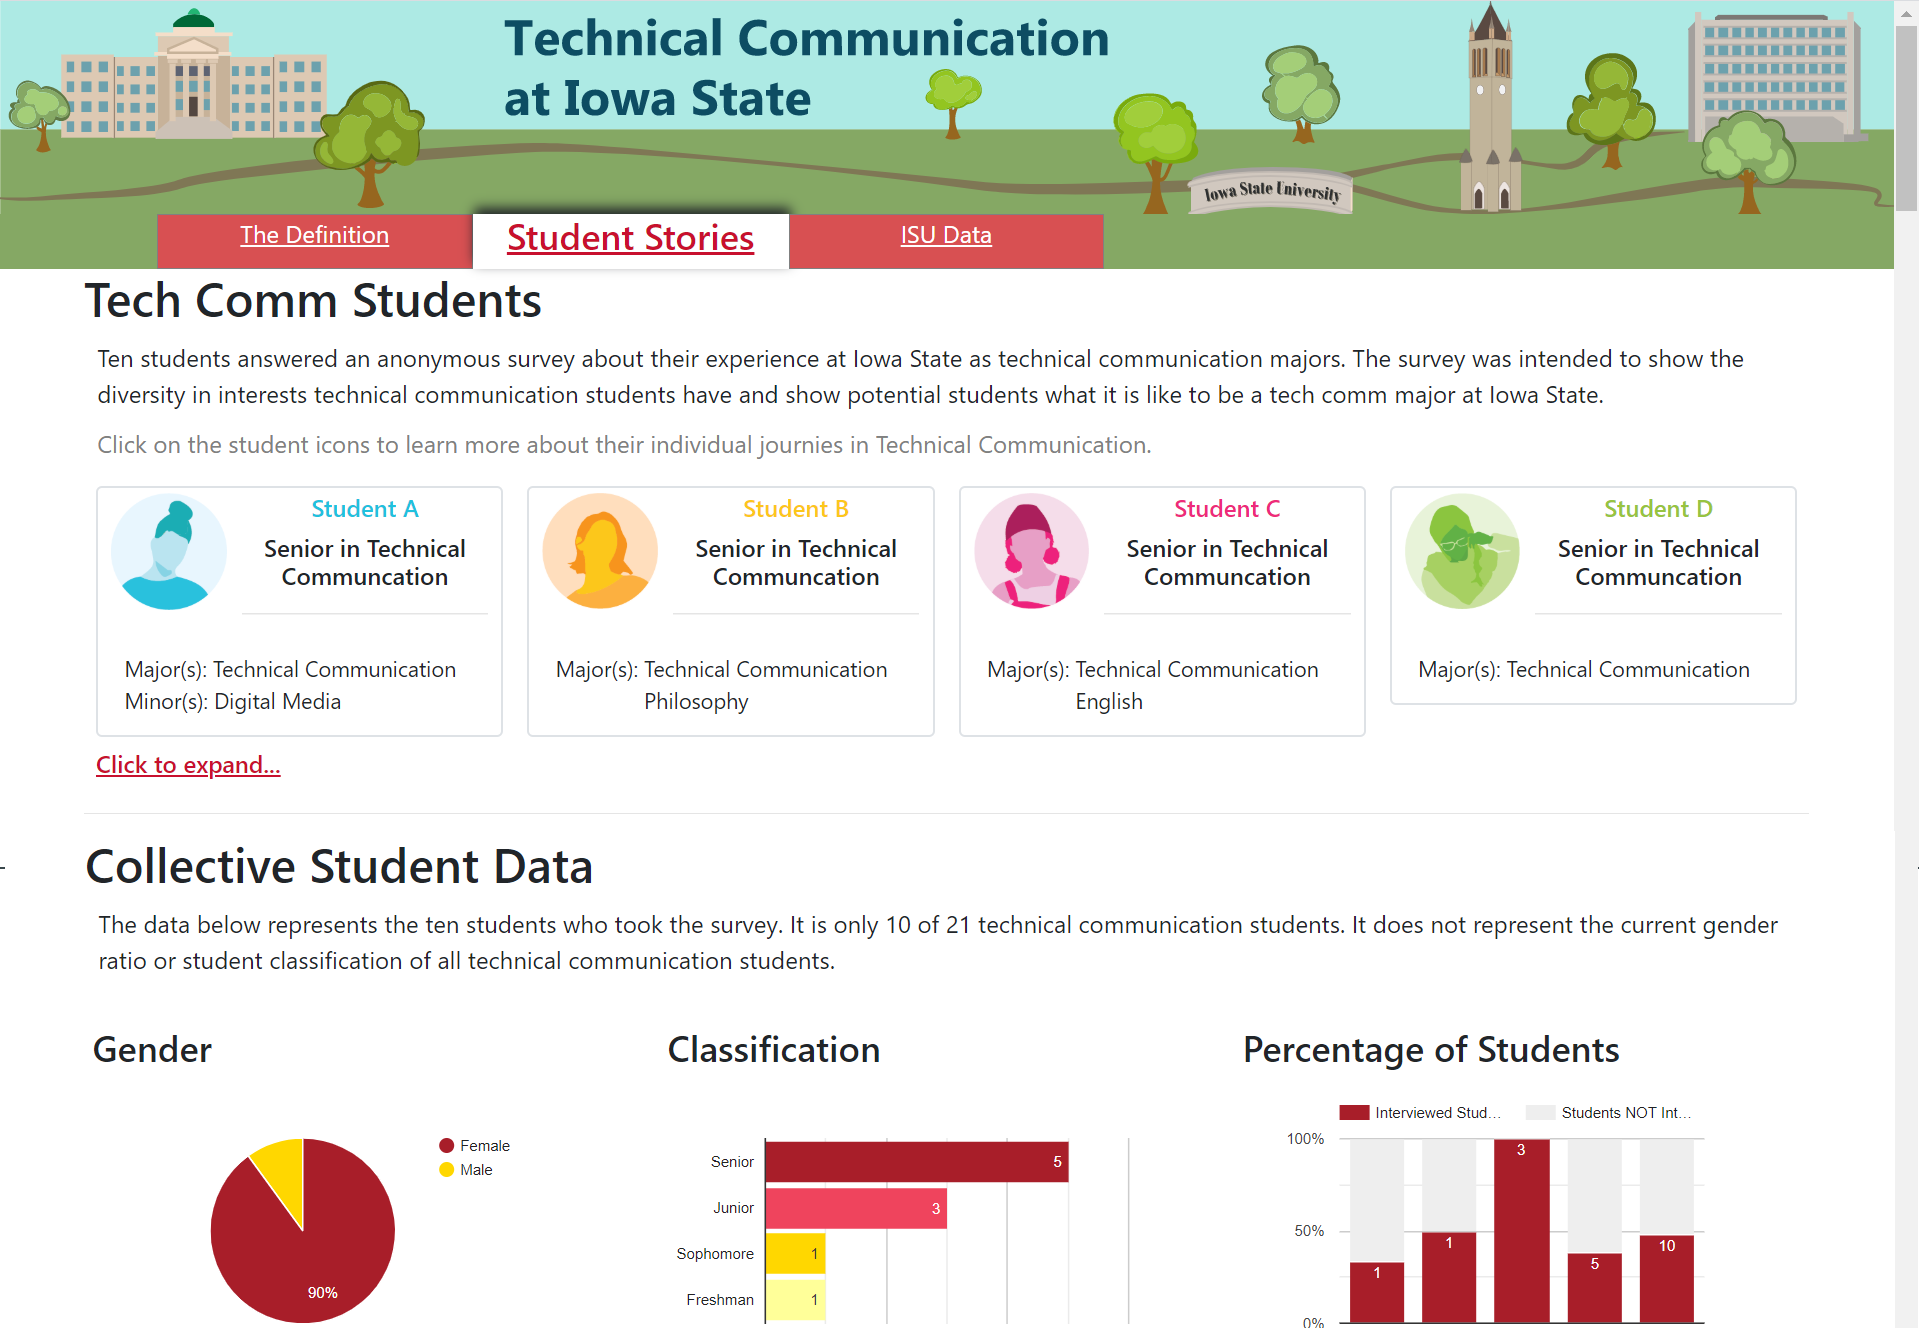 Technical Communication
at Iowa State
Iowa State University
The Definition
Student Stories
ISU Data
Tech Comm Students
Ten students answered an anonymous survey about their experience at Iowa State as technical communication majors. The survey was intended to show the
diversity in interests technical communication students have and show potential students what it is like to be a tech comm major at Iowa State.
Click on the student icons to learn more about their individual journies in Technical Communication.
Student A
Senior in Technical
Communcation
Major(s): Technical Communication
Minor(s): Digital Media
Student B
Senior in Technical
Communcation
Major(s): Technical Communication
Philosophy
Student C
Senior in Technical
Communcation
Major(s): Technical Communication
English
Student D
Senior in Technical
Communcation
Major(s): Technical Communication
Click to expand...
Collective Student Data
The data below represents the ten students who took the survey. It is only 10 of 21 technical communication students. It does not represent the current gender
ratio or student classification of all technical communication students.
Gender
Female
Male
90%
Classification
Senior 5
Junior 3
Sophomore 1
Freshman 1
Percentage of Students
Interviewed Stud... Students NOT Int...
100%
50%
0%
1
1
3
5
10